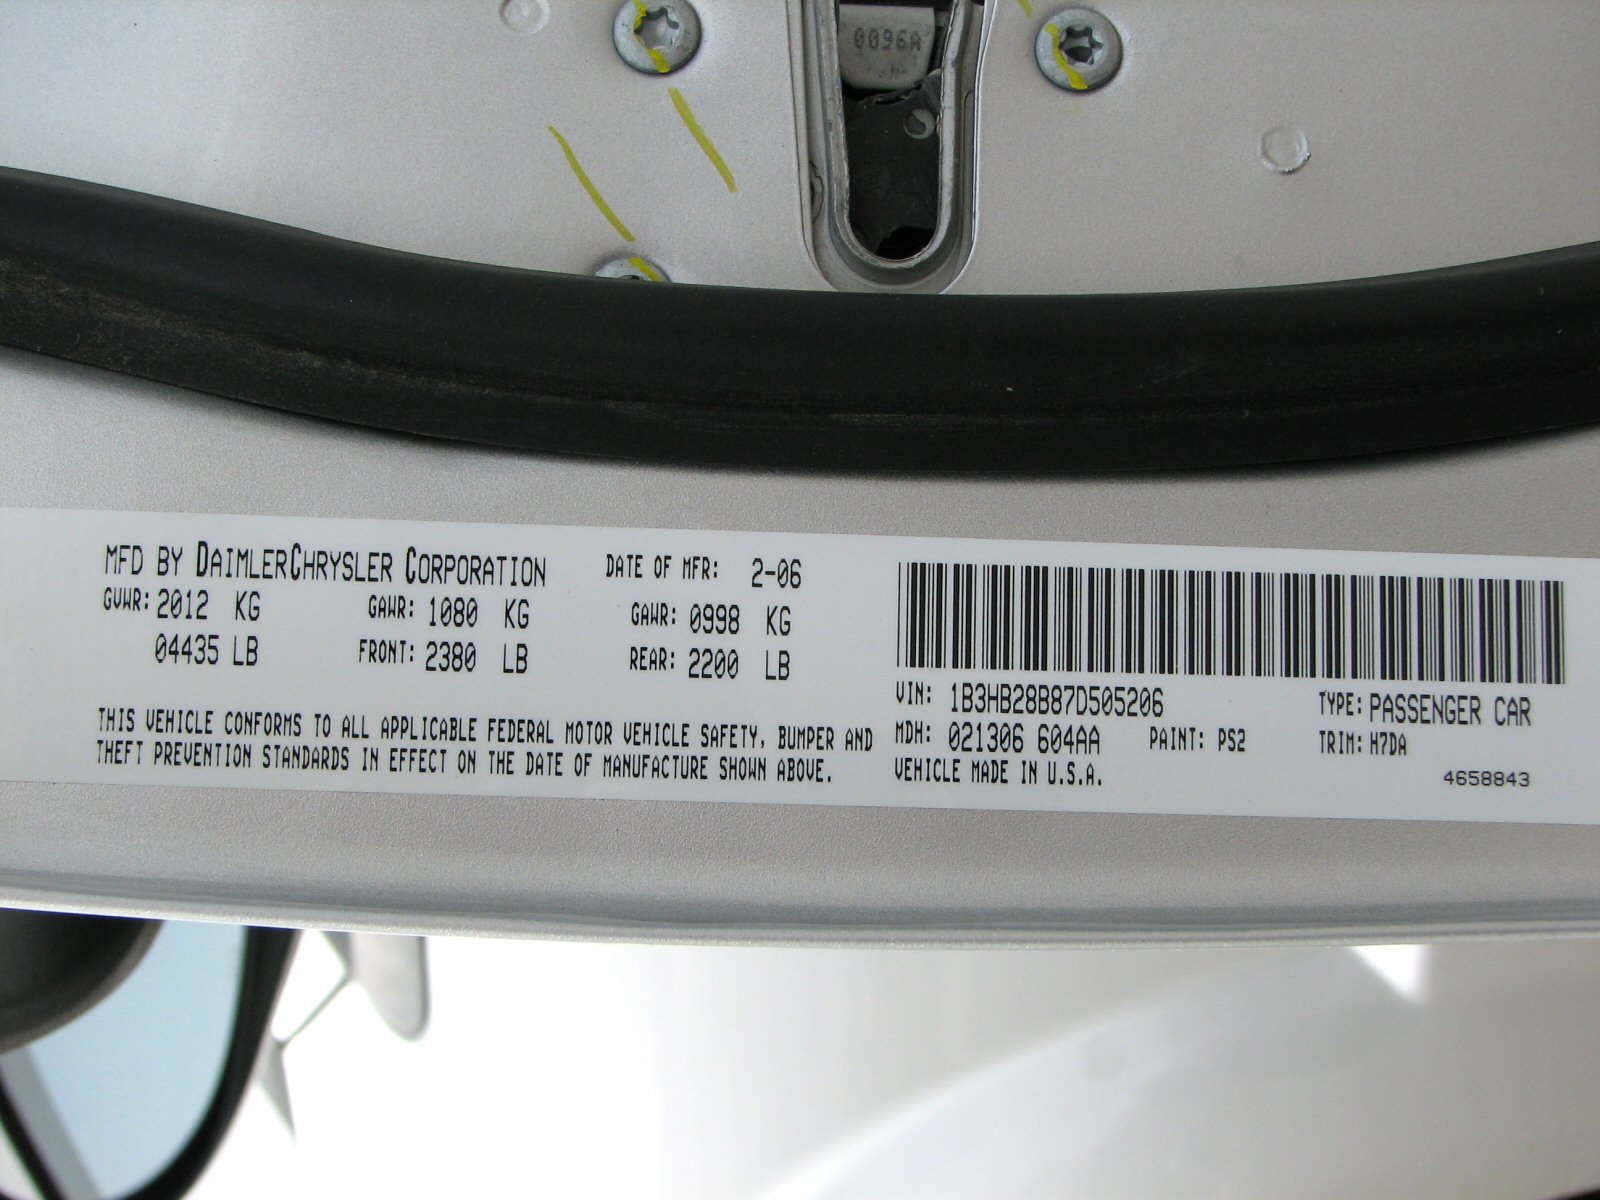 0096A
MFD BY DAIMLERCHRYSLER CORPORATION DATE OF MFR: 2-06
GVWR: 2012 KG GAWR: 1080 KG GAWR: 0998 KG
04435 LB FRONT: 2380 LB REAR: 2200 LB
THIS VEHICLE CONFORMS TO ALL APPLICABLE FEDERAL MOTOR VEHICLE SAFETY, BUMPER AND
THEFT PREVENTION STANDARDS IN EFFECT ON THE DATE OF MANUFACTURE SHOWN ABOVE.
VIN: 1B3HB28B87D505206 TYPE: PASSENGER CAR
MDH: 021306 604AA PAINT: PS2 TRIM: H7DA
VEHICLE MADE IN U.S.A. 4658843